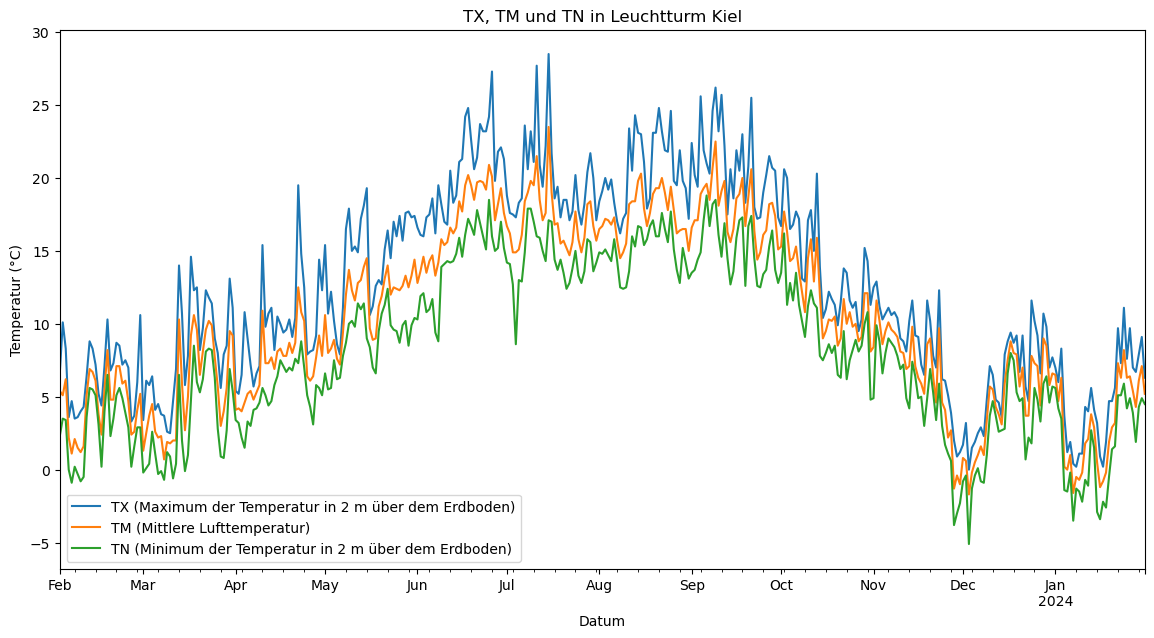 TX, TM und TN in Leuchtturm Kiel
Temperatur (°C)
30
25
20
15
10
5
0
−5
TX (Maximum der Temperatur in 2 m über dem Erdboden)
TM (Mittlere Lufttemperatur)
TN (Minimum der Temperatur in 2 m über dem Erdboden)
Feb Mar Apr May Jun Jul Aug Sep Oct Nov Dec Jan
2024
Datum